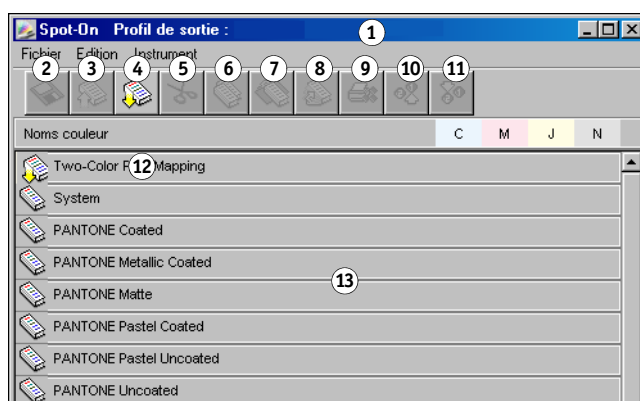 Spot-On Profil de sortie : 1
Fichier Edition Instrument
2 3 4 5 6 7 8 9 10 11
Noms couleur C M J N
Two-Color 12 Mapping
System
PANTONE Coated
PANTONE Metallic Coated
13
PANTONE Matte
PANTONE Pastel Coated
PANTONE Pastel Uncoated
PANTONE Uncoated